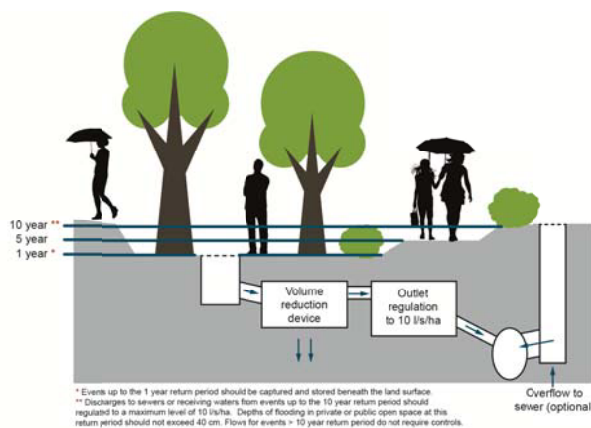 10 year **
5 year
1 year *
Volume
reduction
device
Outlet
regulation
to 10 l/s/ha
Overflow to
sewer (optional
* Events up to the 1 year return period should be captured and stored beneath the land surface.
** Discharges to sewers or receiving waters from events up to the 10 year return period should
regulated to a maximum level of 10 l/s/ha. Depths of flooding in private or public open space at this
return period should not exceed 40 cm. Flows for events > 10 year return period do not require controls.